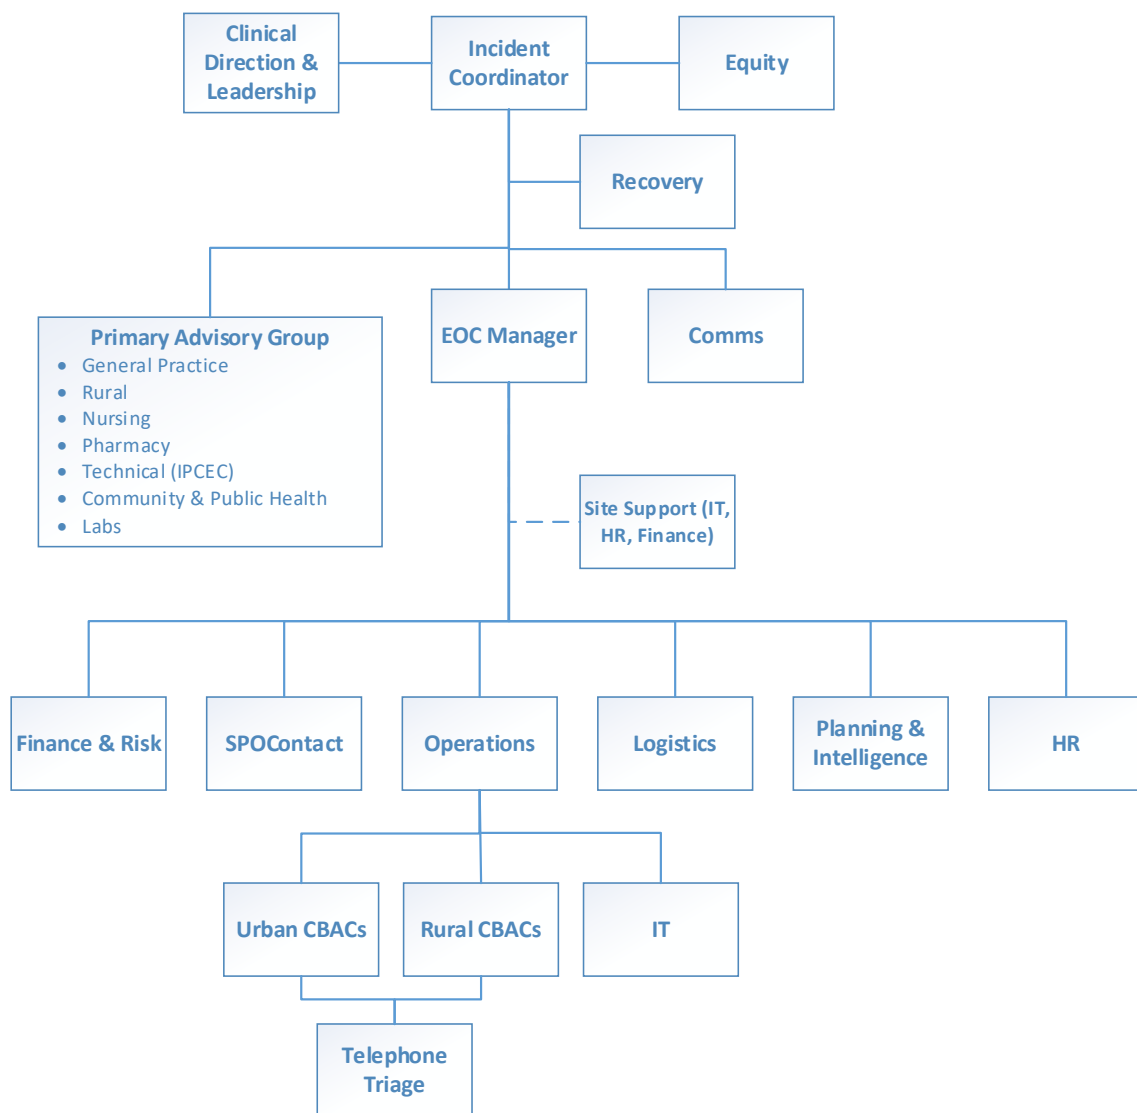 Clinical
Direction &
Leadership
Incident
Coordinator
Equity
Recovery
Primary Advisory Group
• General Practice
• Rural
• Nursing
• Pharmacy
• Technical (IPCEC)
• Community & Public Health
• Labs
EOC Manager
Comms
Site Support (IT,
HR, Finance)
Finance & Risk
SPOContact
Operations
Logistics
Planning &
Intelligence
HR
Urban CBACs
Rural CBACs
IT
Telephone
Triage